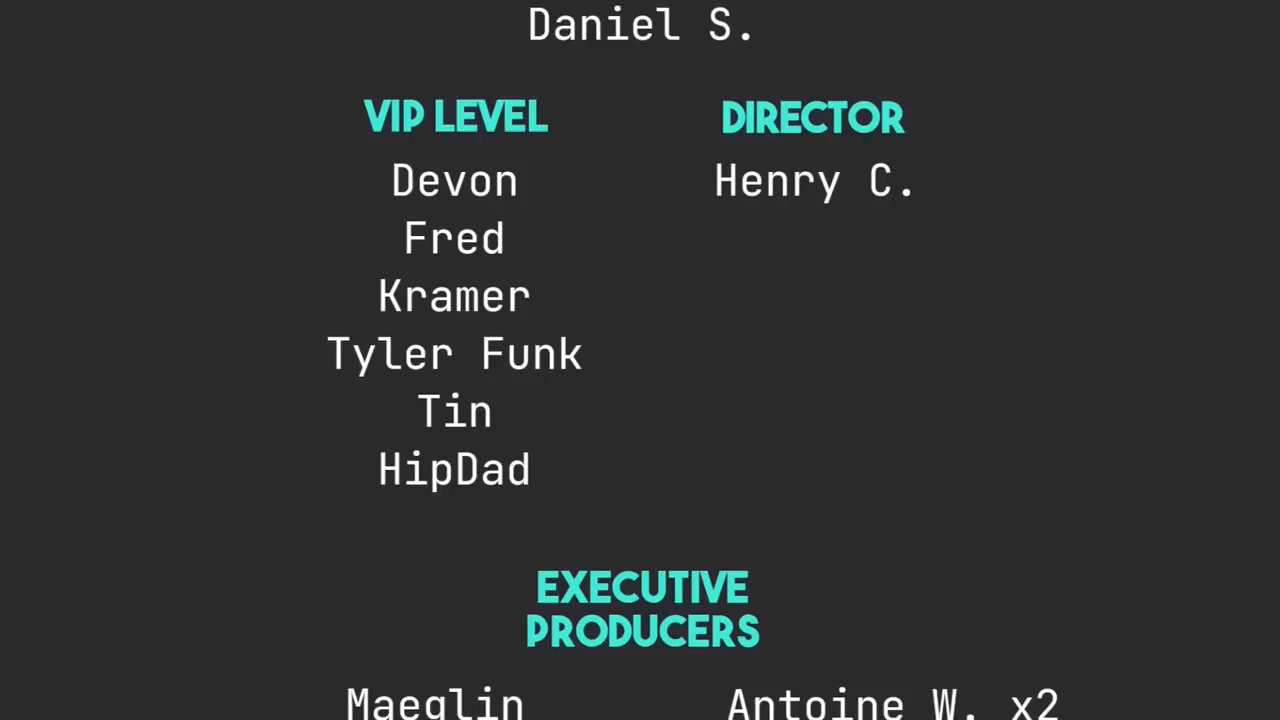 Daniel S.
VIP LEVEL
Devon
Fred
Kramer
Tyler Funk
Tin
HipDad
DIRECTOR
Henry C.
EXECUTIVE
PRODUCERS
Maeglin
Antoine W. x2